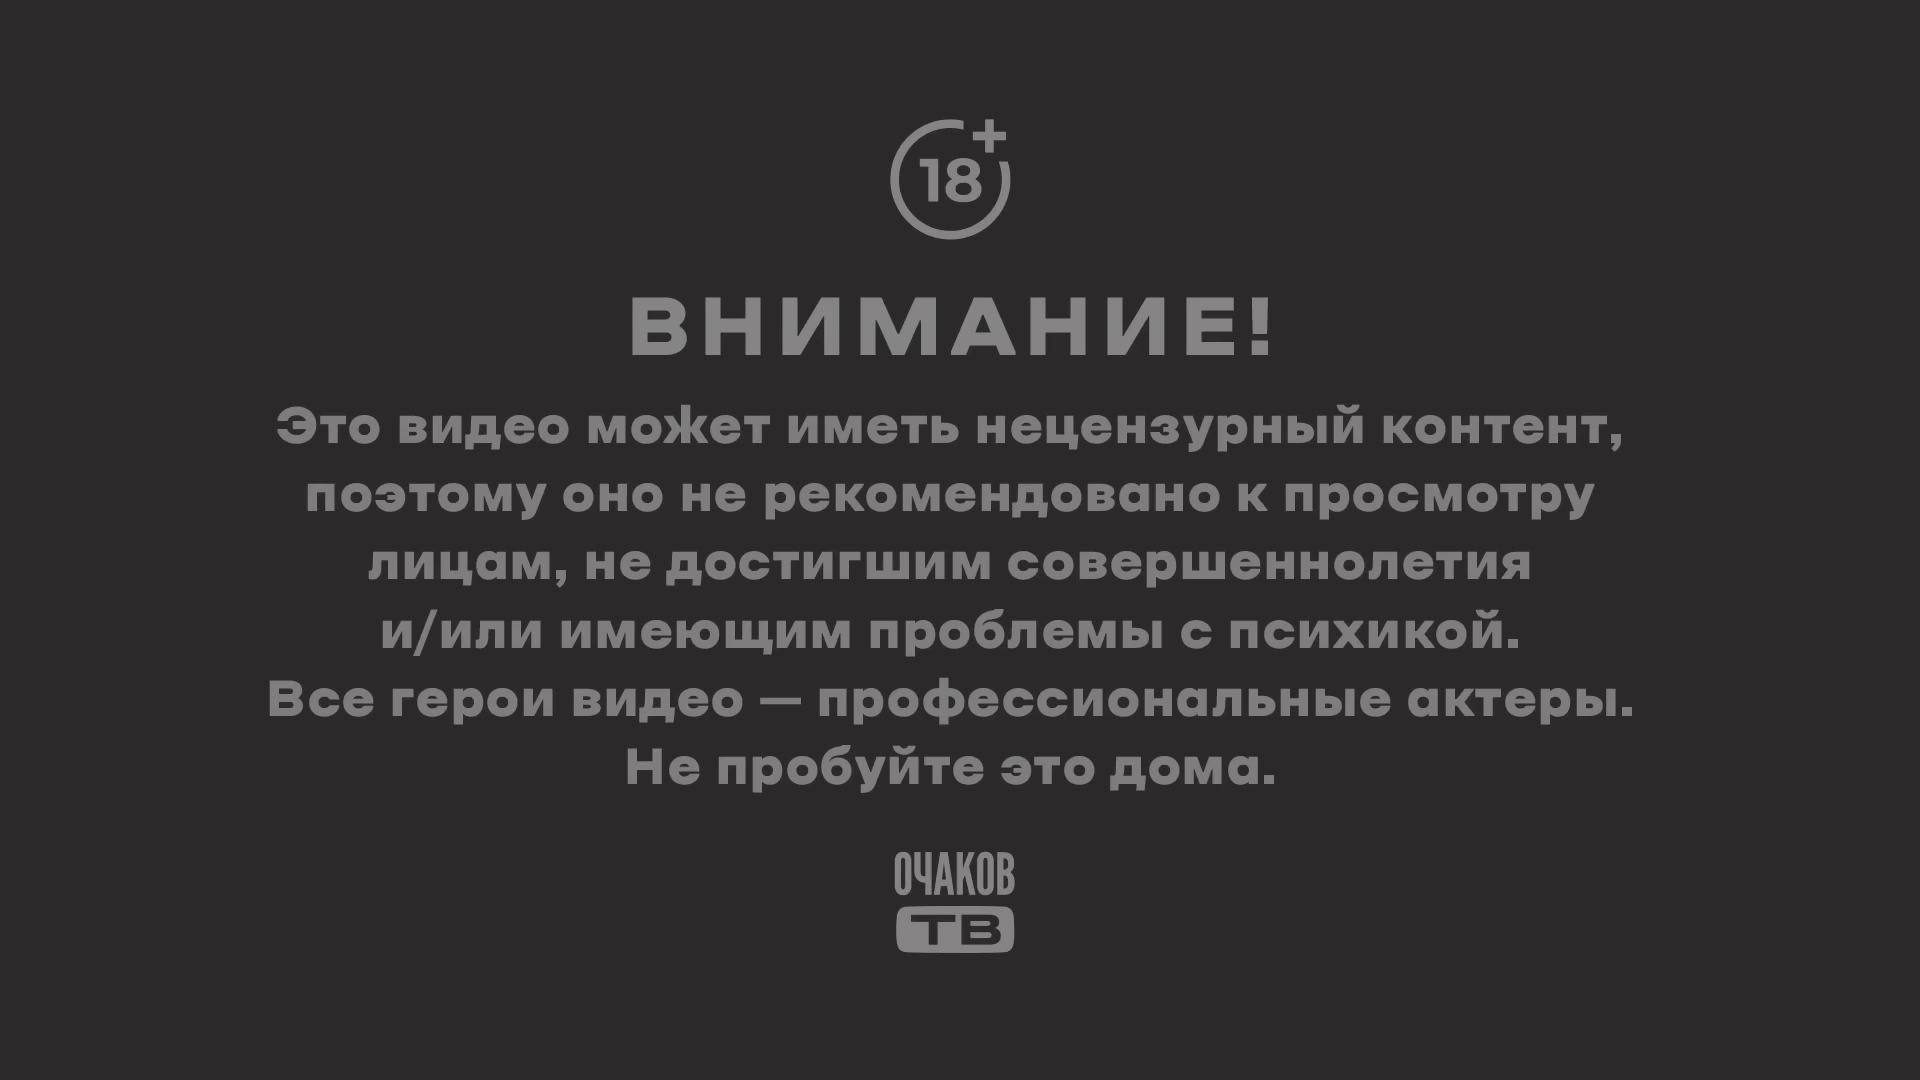 18+
ВНИМАНИЕ!
Это видео может иметь нецензурный контент,
поэтому оно не рекомендовано к просмотру
лицам, не достигшим совершеннолетия
и/или имеющим проблемы с психикой.
Все герои видео — профессиональные актеры.
Не пробуйте это дома.
ОЧАКОВ
ТВ